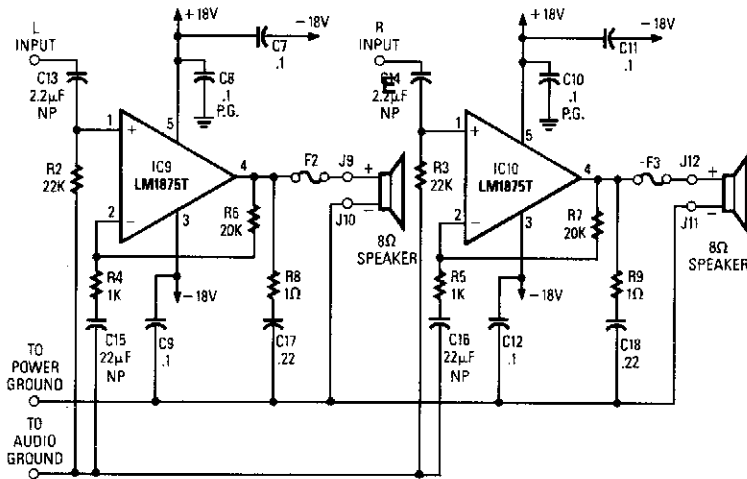 L
INPUT
C13
2.2µF
NP
+18V
-18V
C7
.1
C8
.1
P.G.
1
+
5
IC9
LM1875T
4
2
−
3
R2
22K
R6
20K
F2
J9
+
J10
−
8Ω
SPEAKER
R4
1K
-18V
R8
1Ω
C15
22µF
NP
C9
.1
C17
.22
R
INPUT
C14
E
2.2µF
NP
+18V
-18V
C11
.1
C10
.1
P.G.
1
+
5
IC10
LM1875T
4
2
−
3
R3
22K
R7
20K
-F3
J12
+
J11
−
8Ω
SPEAKER
R5
1K
-18V
R9
1Ω
C16
22µF
NP
C12
.1
C18
.22
TO
POWER
GROUND
TO
AUDIO
GROUND